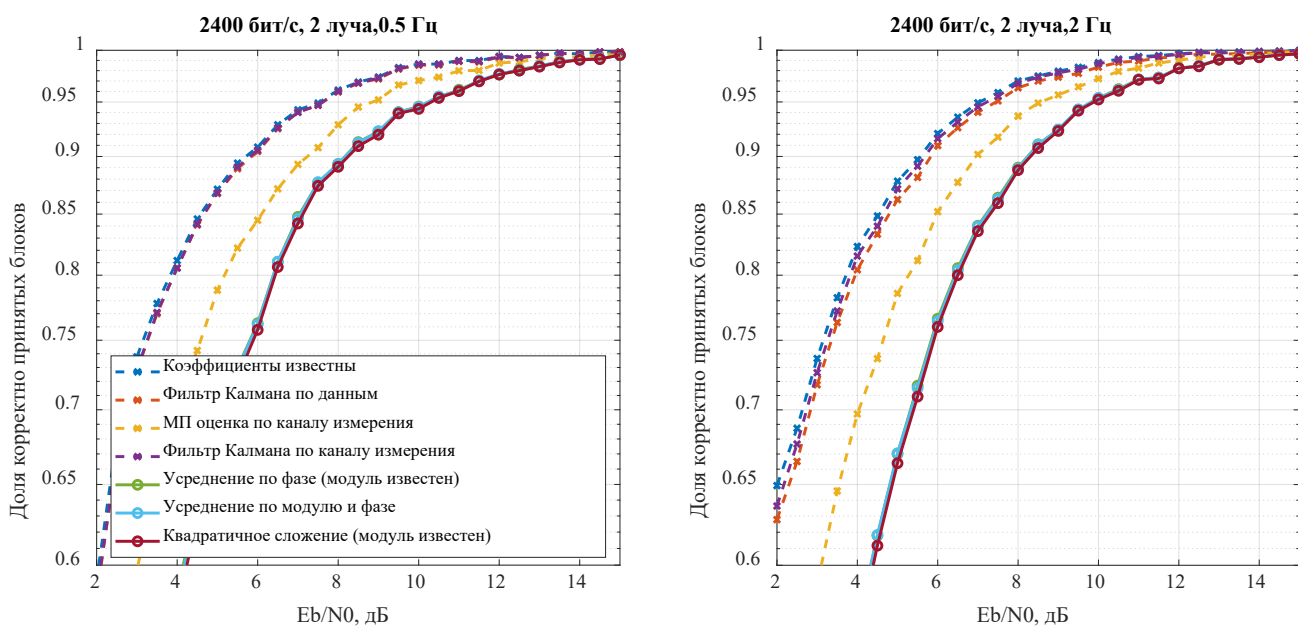 2400 бит/с, 2 луча,0.5 Гц
1
0.95
0.9
0.85
0.8
0.75
0.7
0.65
0.6
Доля корректно принятых блоков
Коэффициенты известны
Фильтр Калмана по данным
МП оценка по каналу измерения
Фильтр Калмана по каналу измерения
Усреднение по фазе (модуль известен)
Усреднение по модулю и фазе
Квадратичное сложение (модуль известен)
2 4 6 8 10 12 14
Eb/N0, дБ
2400 бит/с, 2 луча,2 Гц
1
0.95
0.9
0.85
0.8
0.75
0.7
0.65
0.6
Доля корректно принятых блоков
2 4 6 8 10 12 14
Eb/N0, дБ